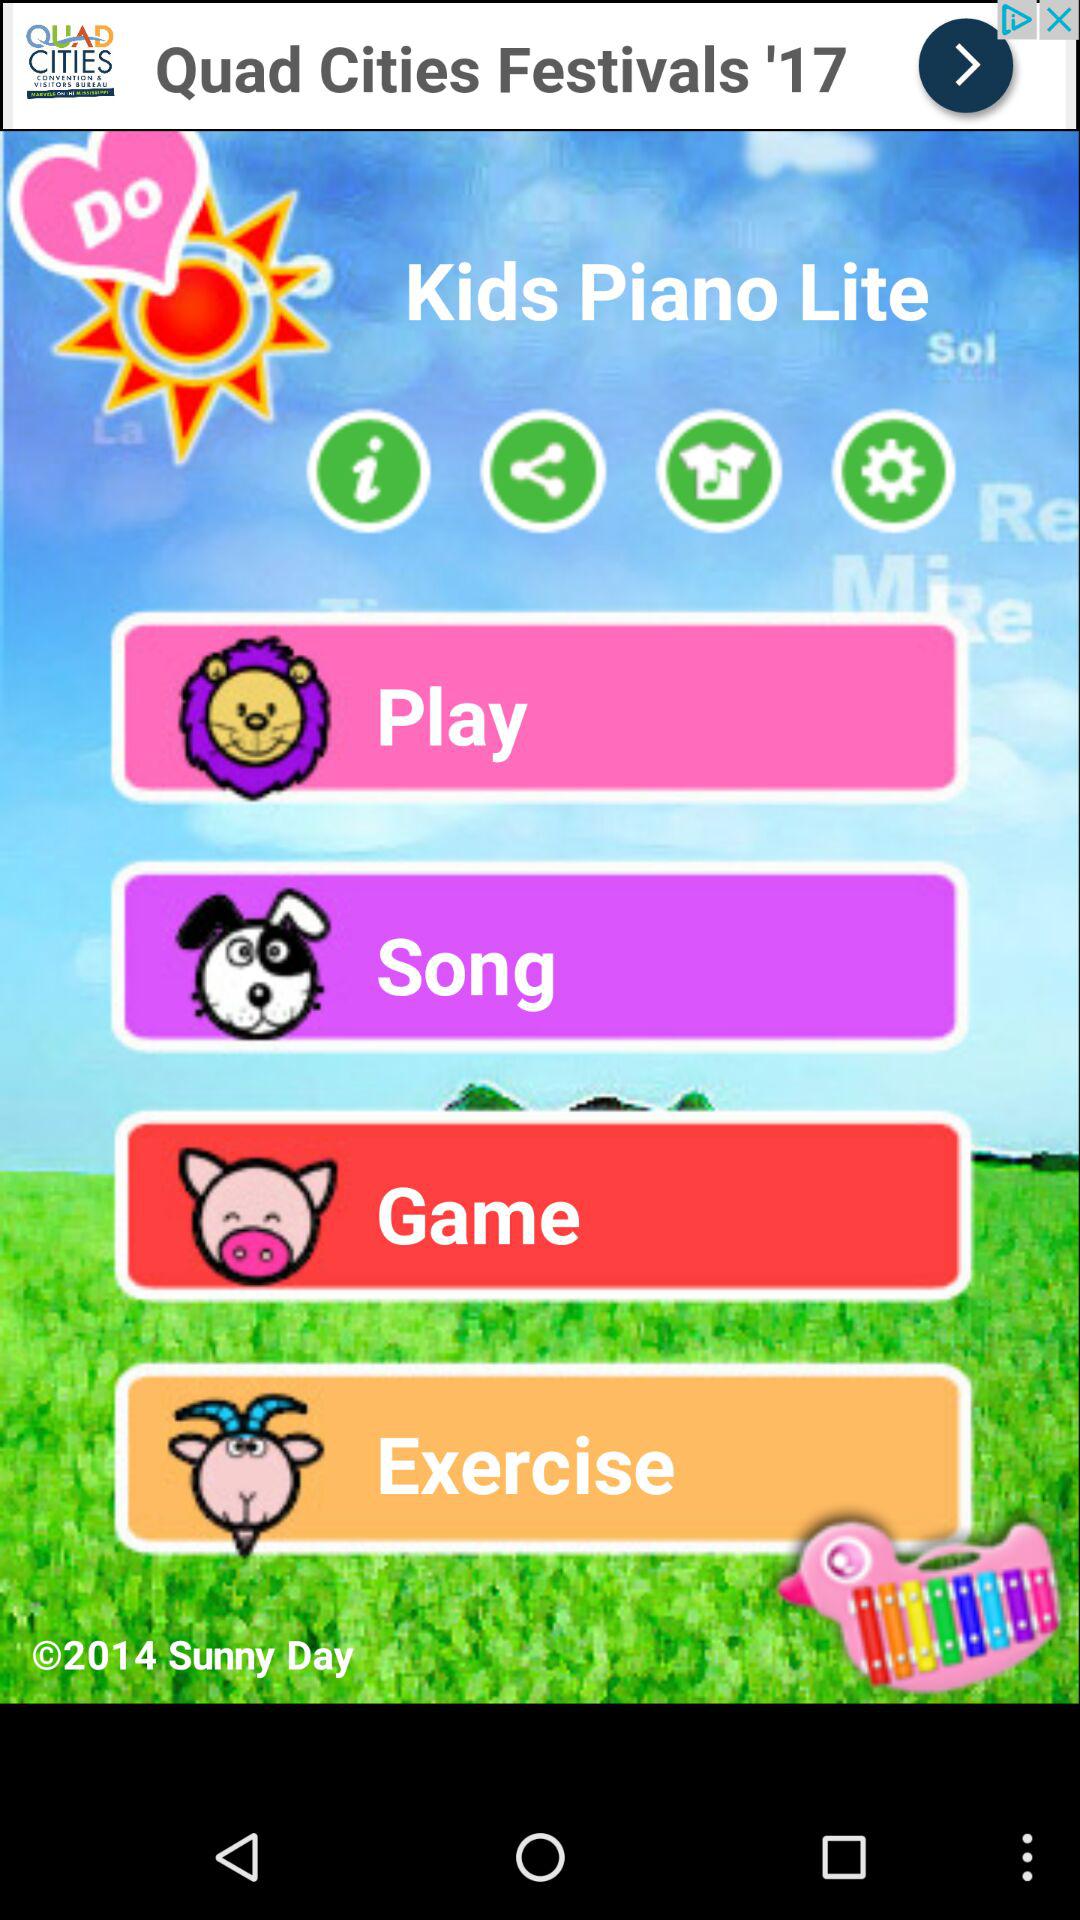 QUAD
CITIES
CONVENTION &
VISITORS BUREAU
Quad Cities Festivals '17
Do
Kids Piano Lite
Sol
La
Re
Mi
Re
Play
Song
Game
Exercise
©2014 Sunny Day